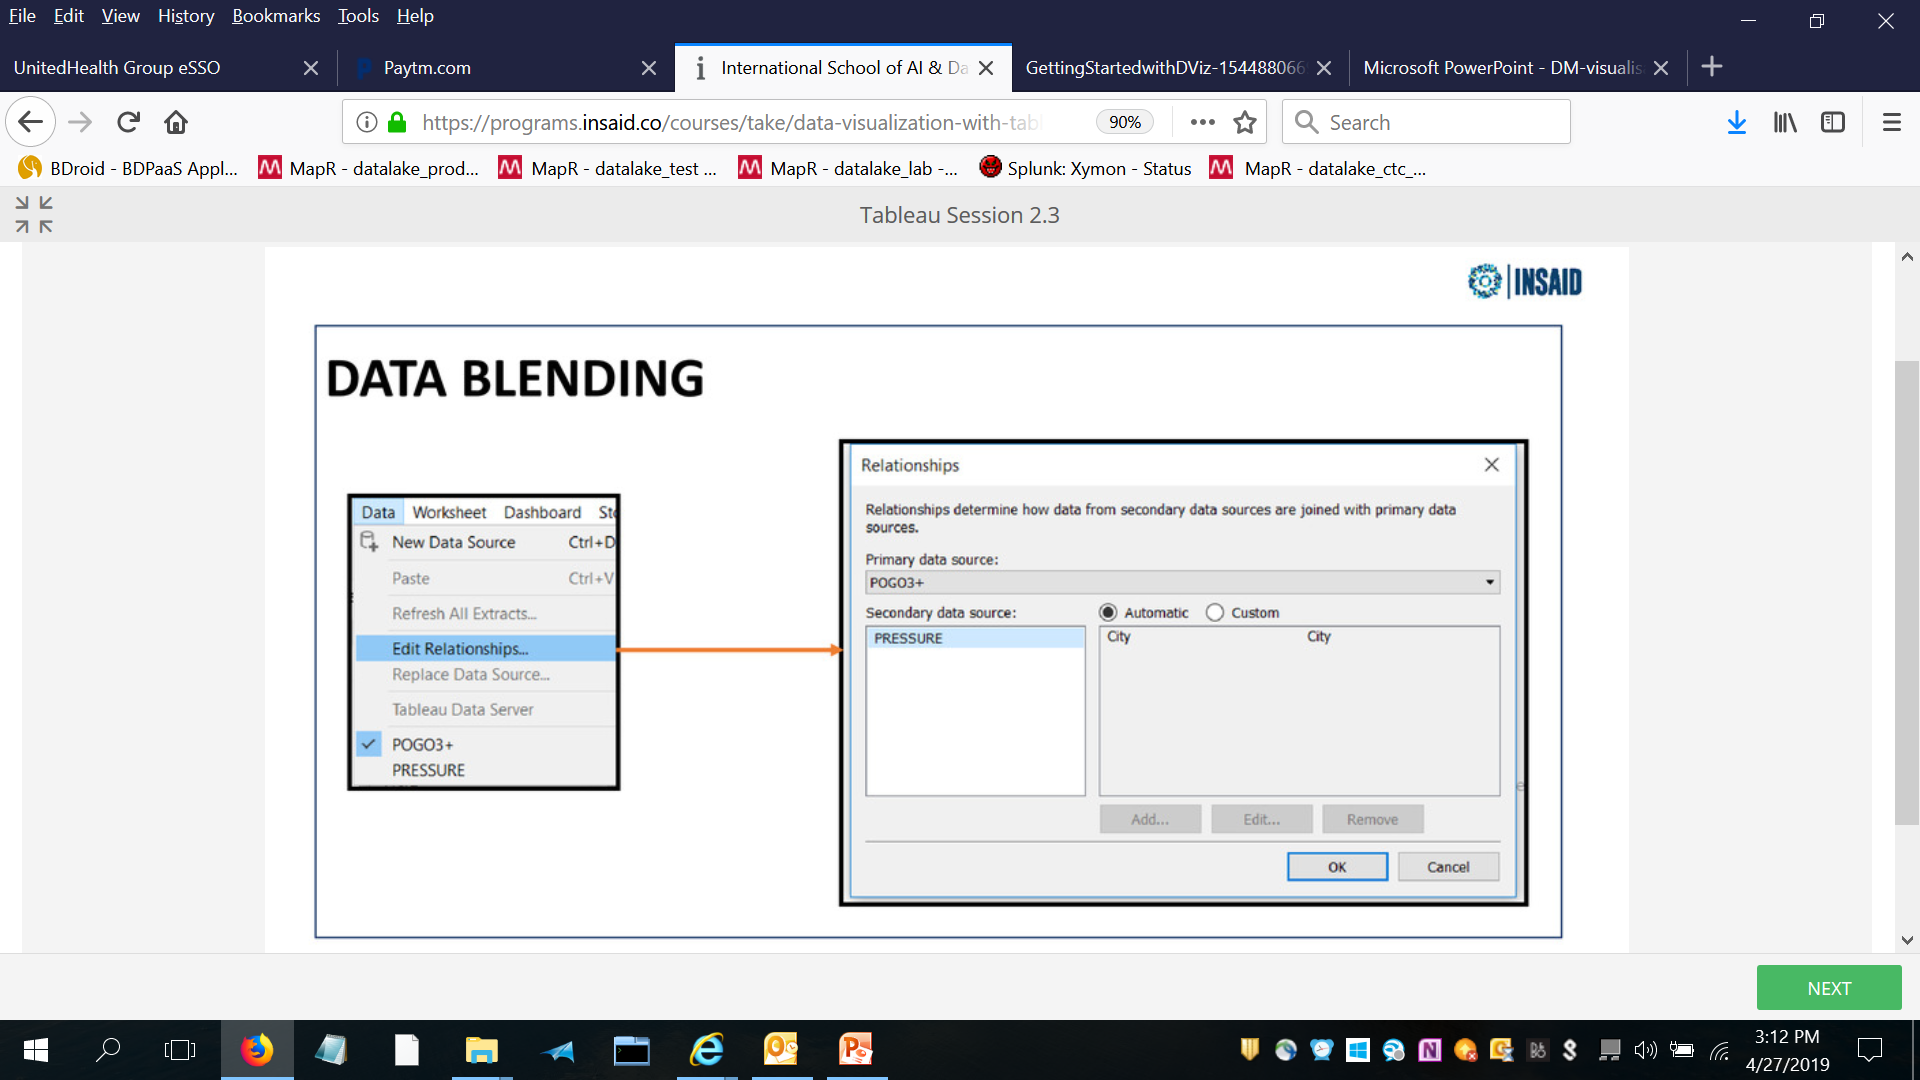 File Edit View History Bookmarks Tools Help
UnitedHealth Group eSSO
Paytm.com
International School of AI & Da
GettingStartedwithDViz-154488066
Microsoft PowerPoint - DM-visualis
https://programs.insaid.co/courses/take/data-visualization-with-tabl
90%
Search
BDroid - BDPaaS Appl...
MapR - datalake_prod...
MapR - datalake_test ...
MapR - datalake_lab -...
Splunk: Xymon - Status
MapR - datalake_ctc_...
Tableau Session 2.3
INSAID
DATA BLENDING
Data Worksheet Dashboard Sto
New Data Source Ctrl+D
Paste Ctrl+V
Refresh All Extracts...
Edit Relationships...
Replace Data Source...
Tableau Data Server
POGO3+
PRESSURE
Relationships
Relationships determine how data from secondary data sources are joined with primary data
sources.
Primary data source:
POGO3+
Secondary data source:
Automatic Custom
PRESSURE
City City
Add... Edit... Remove
OK Cancel
NEXT
3:12 PM
4/27/2019